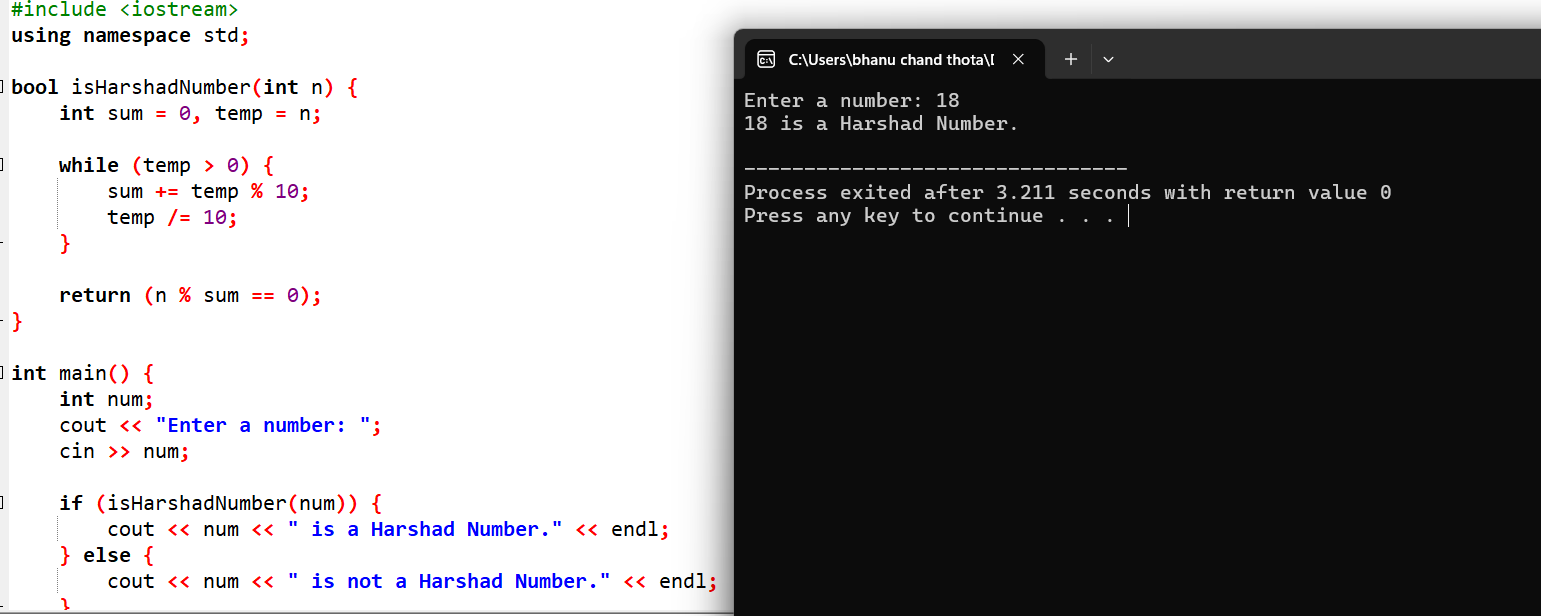 #include <iostream>
using namespace std;
bool isHarshadNumber(int n) {
int sum = 0, temp = n;
while (temp > 0) {
sum += temp % 10;
temp /= 10;
}
return (n % sum == 0);
}
int main() {
int num;
cout << "Enter a number: ";
cin >> num;
if (isHarshadNumber(num)) {
cout << num << " is a Harshad Number." << endl;
} else {
cout << num << " is not a Harshad Number." << endl;
}
C:\Users\bhanu chand thota\[
Enter a number: 18
18 is a Harshad Number.
--------------------------------
Process exited after 3.211 seconds with return value 0
Press any key to continue . . .